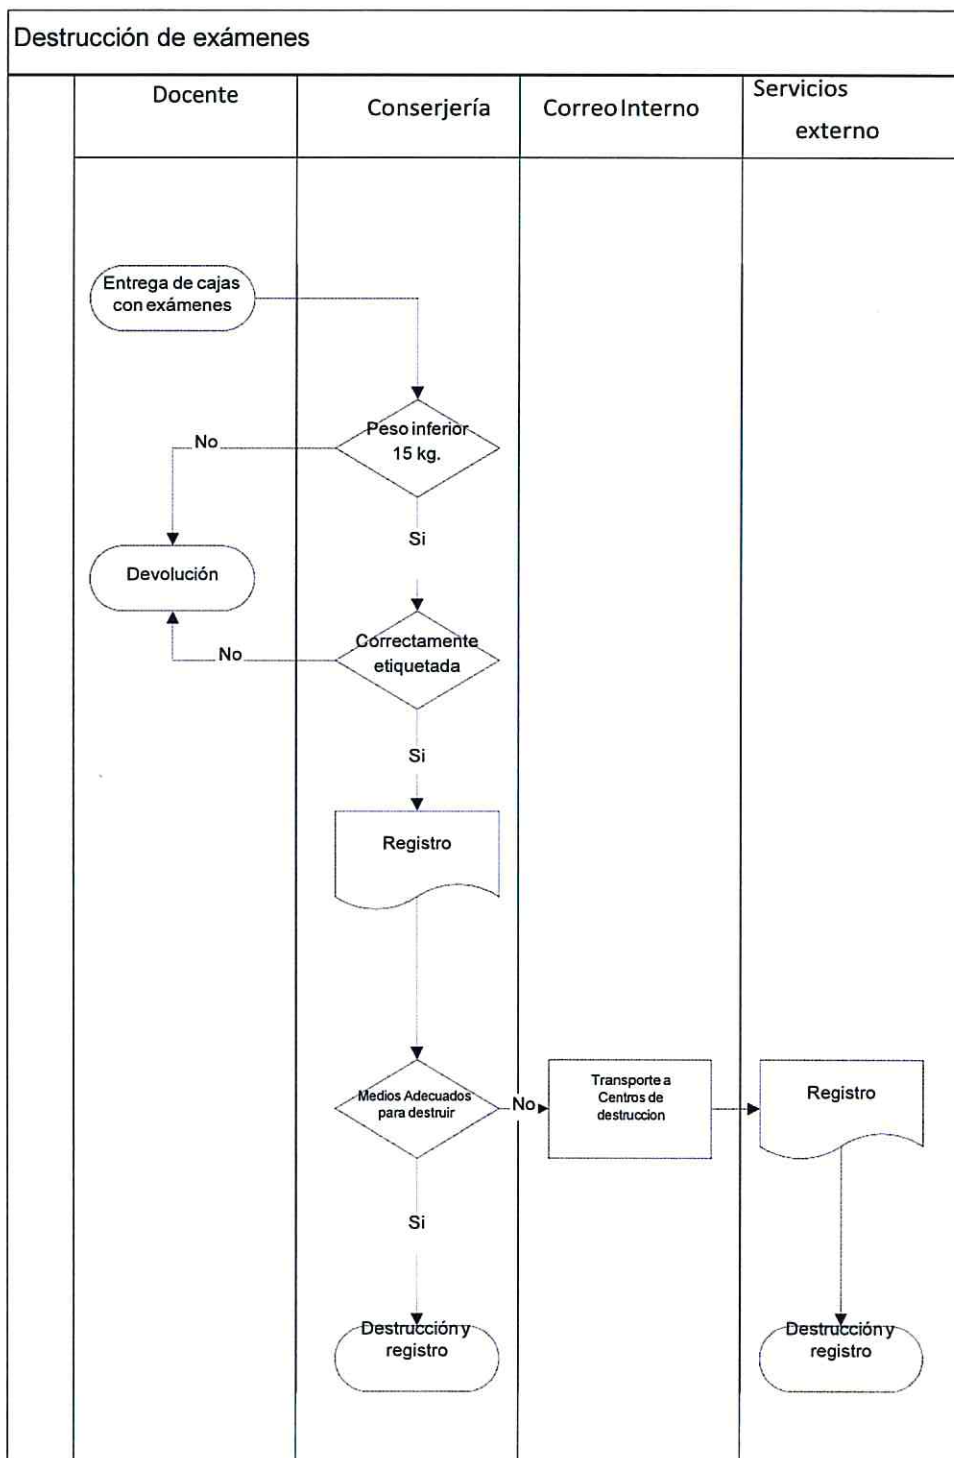 Destrucción de exámenes
Docente
Conserjería
Correo Interno
Servicios
externo
Entrega de cajas
con exámenes
Peso inferior
15 kg.
No
Si
Devolución
Correctamente
etiquetada
No
Si
Registro
Medios Adecuados
para destruir
No
Transporte a
Centros de
destruccion
Registro
Si
Destrucción y
registro
Destrucción y
registro